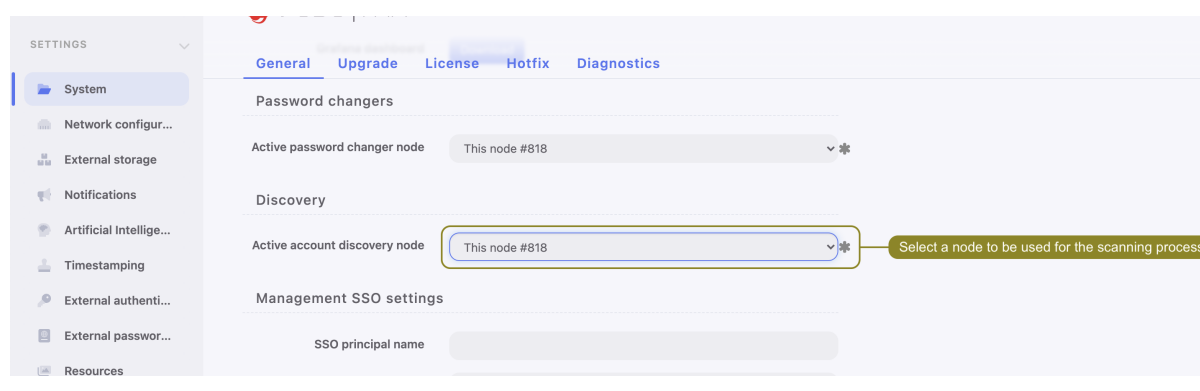 SETTINGS
System
Network configur...
External storage
Notifications
Artificial Intellige...
Timestamping
External authenti...
External passwor...
Resources
General Upgrade License Hotfix Diagnostics
Password changers
Active password changer node This node #818 ✱
Discovery
Active account discovery node This node #818 ✱
Select a node to be used for the scanning process
Management SSO settings
SSO principal name